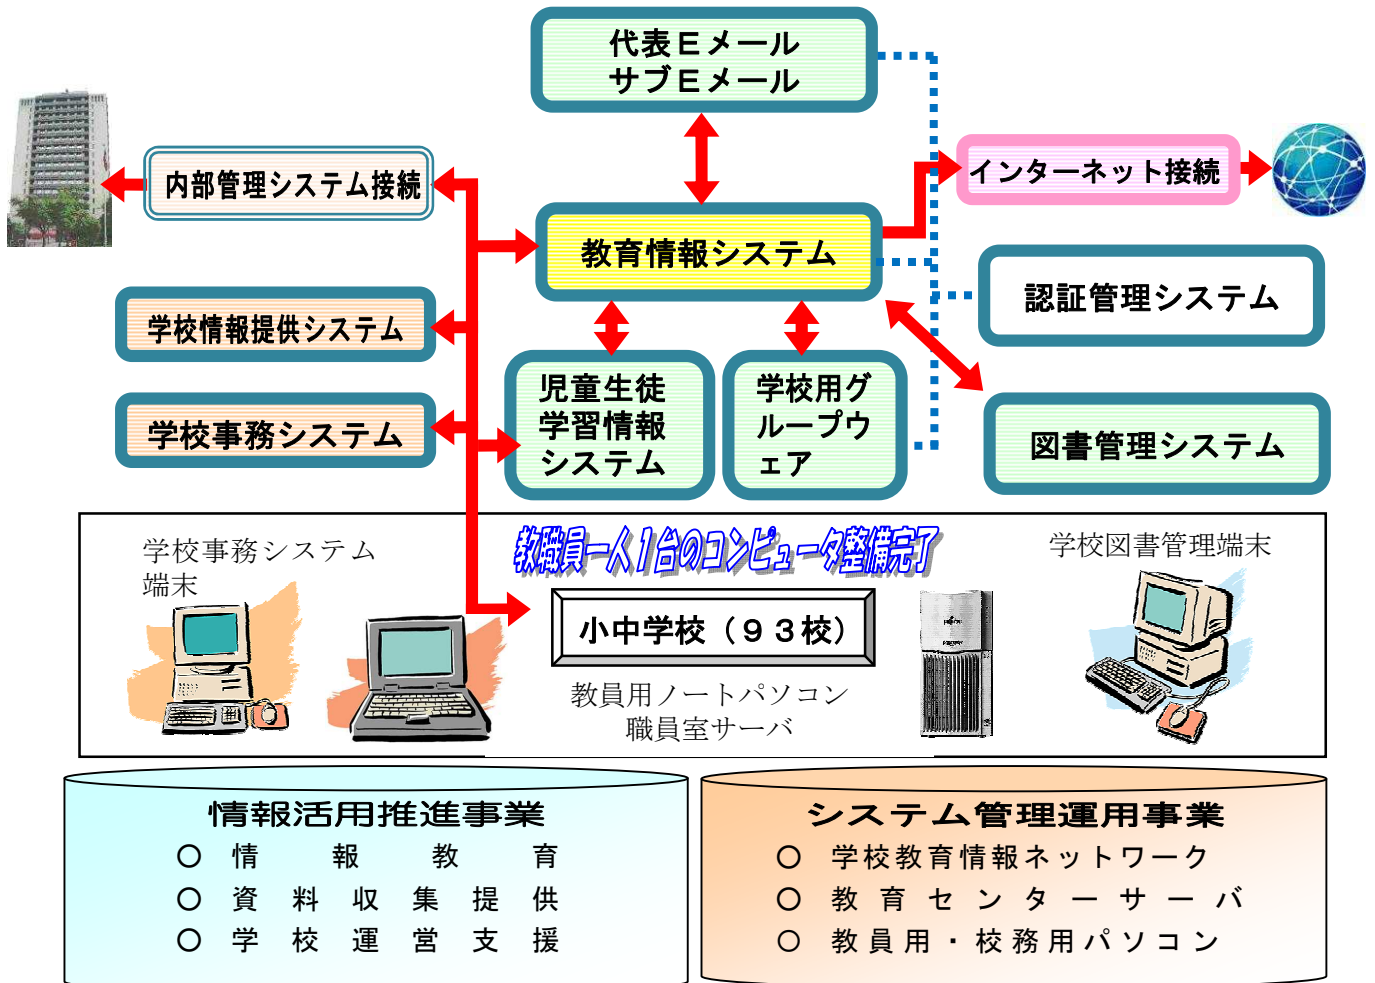 代表Ｅメール
サブＥメール
内部管理システム接続
インターネット接続
教育情報システム
認証管理システム
学校情報提供システム
児童生徒
学習情報
システム
学校用グ
ループウ
ェア
学校事務システム
図書管理システム
教職員一人１台のコンピュータ整備完了
学校事務システム
端末
学校図書管理端末
小中学校（９３校）
教員用ノートパソコン
職員室サーバ
情報活用推進事業
○ 情報教育
○ 資料収集提供
○ 学校運営支援
システム管理運用事業
○ 学校教育情報ネットワーク
○ 教育センターサーバ
○ 教員用・校務用パソコン